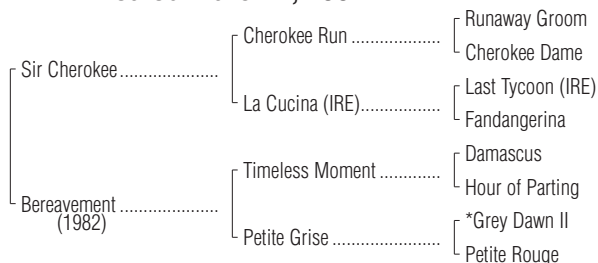 Runaway Groom
Cherokee Run
Cherokee Dame
Sir Cherokee
Last Tycoon (IRE)
La Cucina (IRE)
Fandangerina
Damascus
Timeless Moment
Hour of Parting
Bereavement
(1982)
*Grey Dawn II
Petite Grise
Petite Rouge